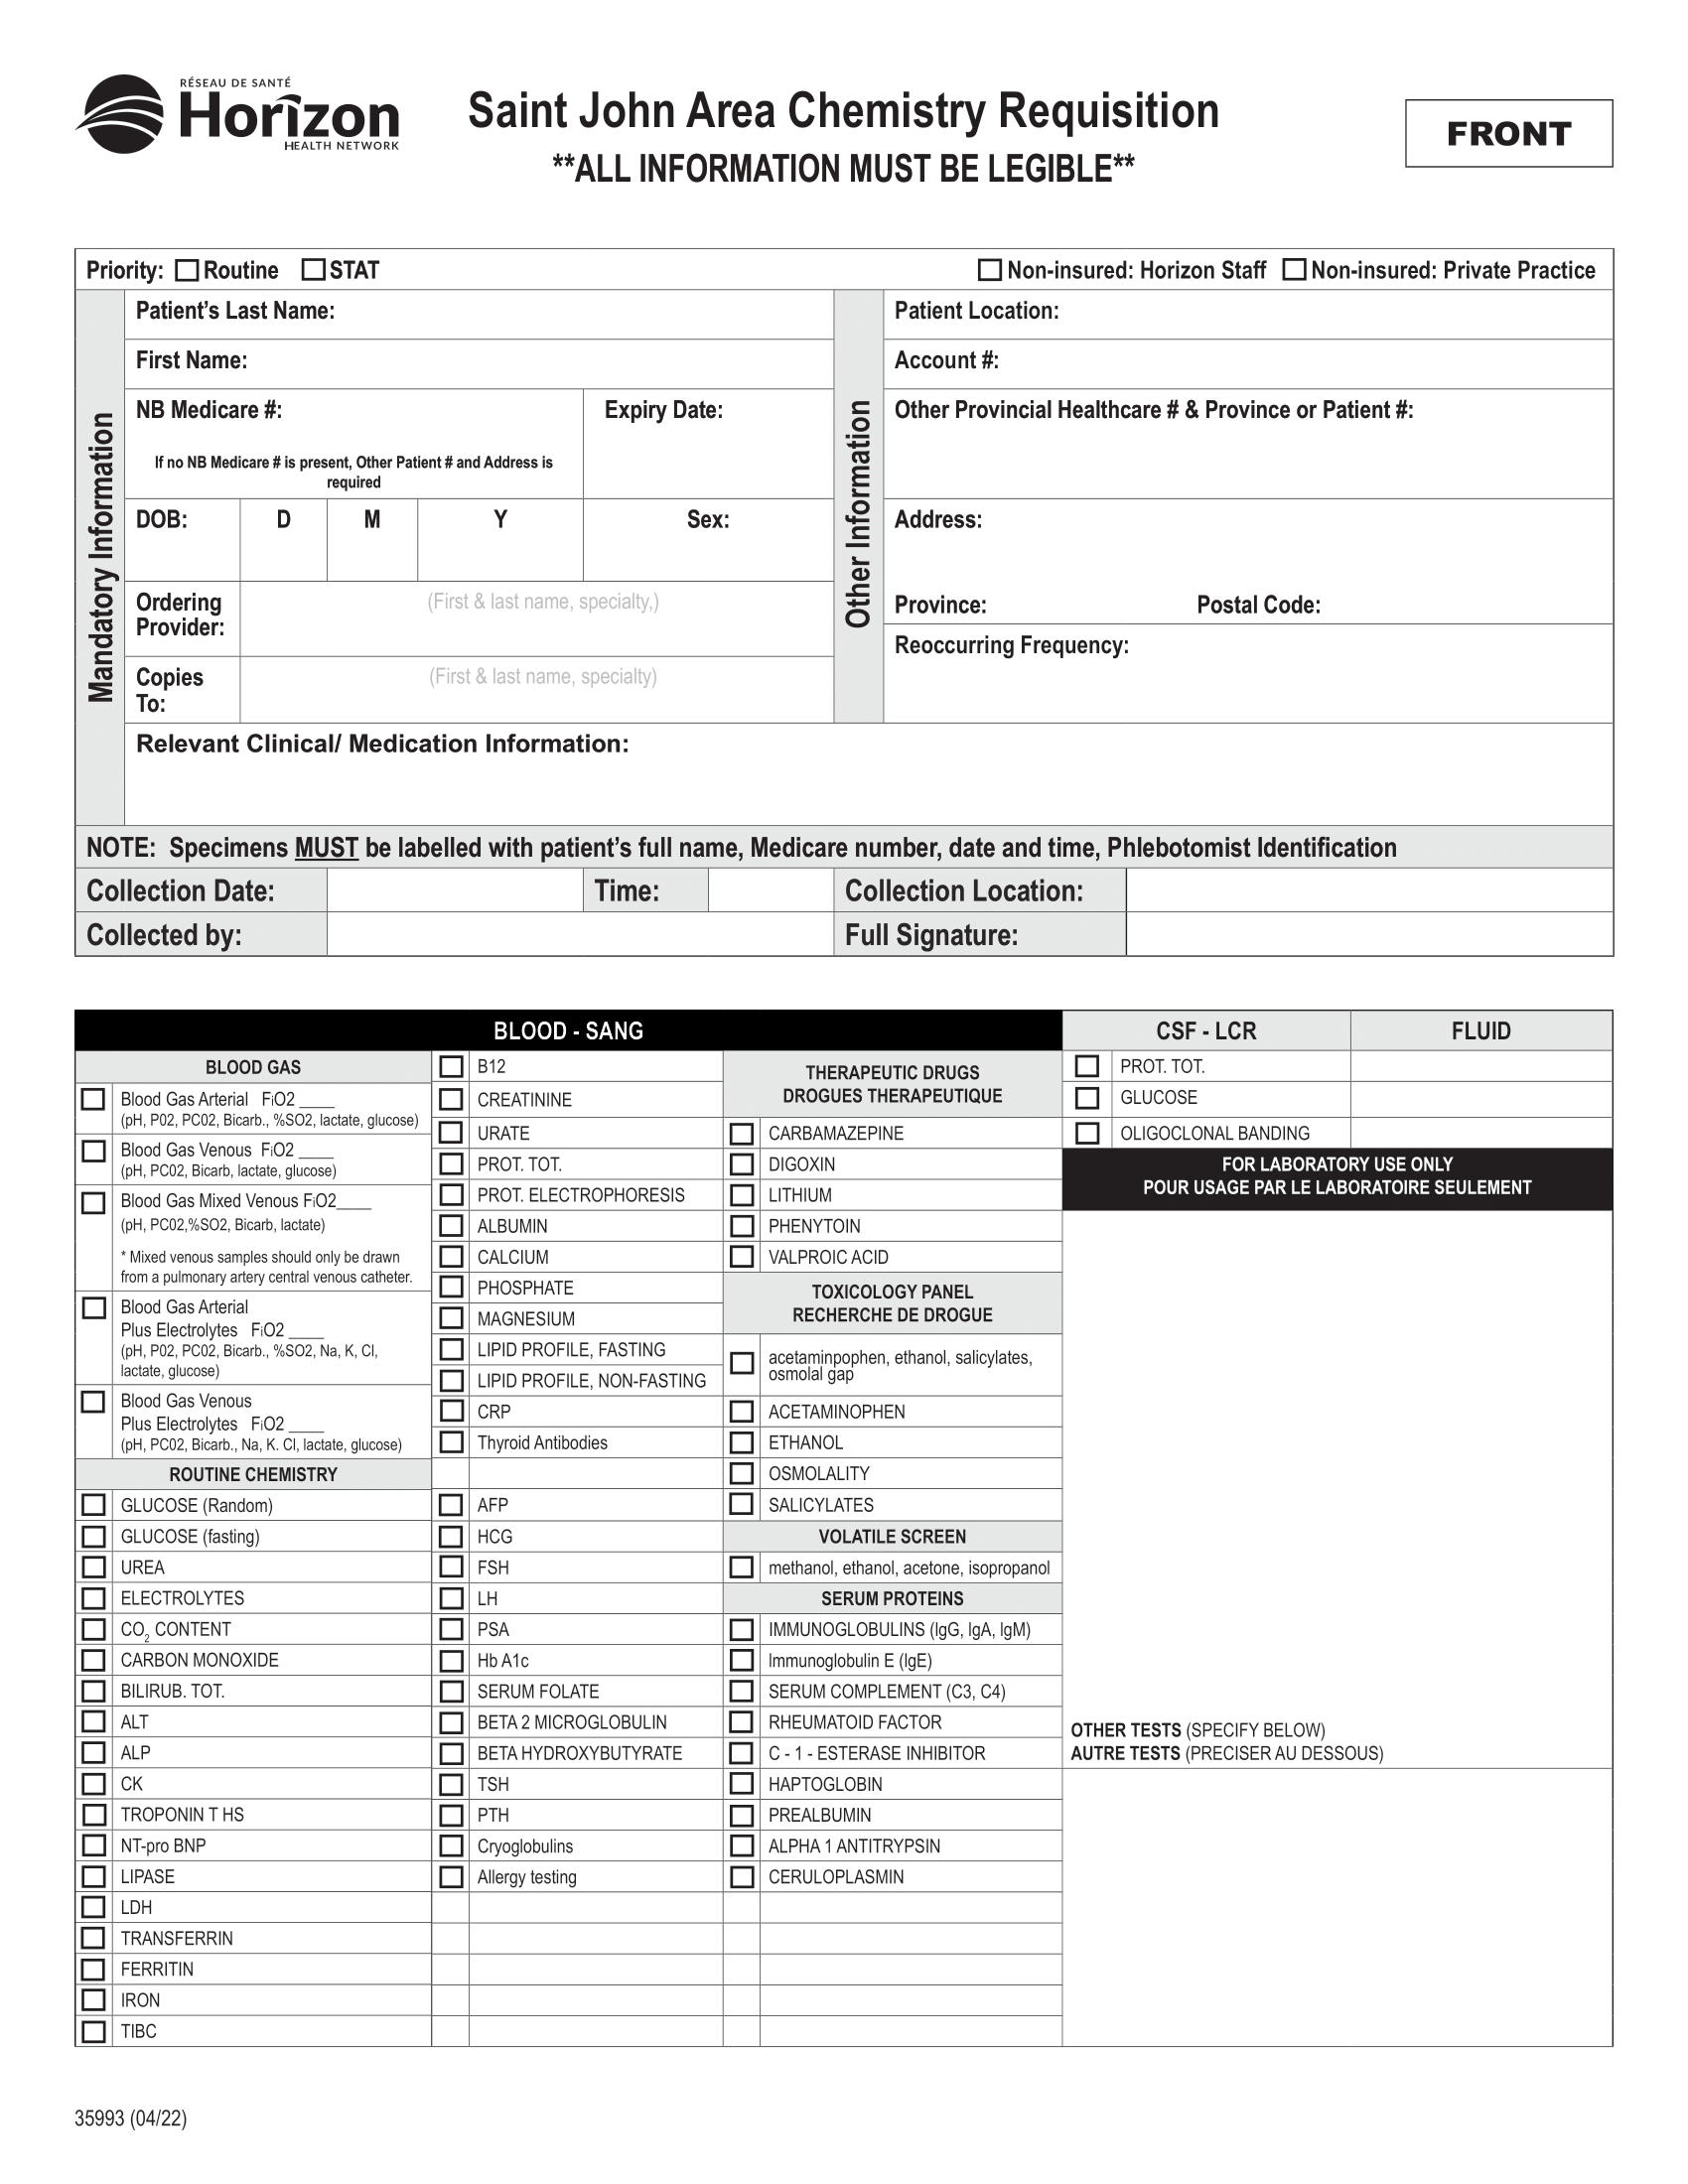 RÉSEAU DE SANTÉ
Horizon
HEALTH NETWORK
Saint John Area Chemistry Requisition
**ALL INFORMATION MUST BE LEGIBLE**
FRONT
Priority: Routine STAT
Non-insured: Horizon Staff Non-insured: Private Practice
Mandatory Information
Patient's Last Name:
First Name:
NB Medicare #:
Expiry Date:
If no NB Medicare # is present, Other Patient # and Address is
required
DOB: D M Y Sex:
Ordering
Provider:
(First & last name, specialty,)
Copies
To:
(First & last name, specialty)
Other Information
Patient Location:
Account #:
Other Provincial Healthcare # & Province or Patient #:
Address:
Province: Postal Code:
Reoccurring Frequency:
Relevant Clinical/ Medication Information:
NOTE: Specimens MUST be labelled with patient's full name, Medicare number, date and time, Phlebotomist Identification
Collection Date: Time: Collection Location:
Collected by: Full Signature:
BLOOD - SANG
BLOOD GAS
Blood Gas Arterial FiO2 ____
(pH, P02, PC02, Bicarb., %SO2, lactate, glucose)
Blood Gas Venous FiO2 ____
(pH, PC02, Bicarb, lactate, glucose)
Blood Gas Mixed Venous FiO2____
(pH, PC02,%SO2, Bicarb, lactate)
* Mixed venous samples should only be drawn
from a pulmonary artery central venous catheter.
Blood Gas Arterial
Plus Electrolytes FiO2 ____
(pH, P02, PC02, Bicarb., %SO2, Na, K, Cl,
lactate, glucose)
Blood Gas Venous
Plus Electrolytes FiO2 ____
(pH, PC02, Bicarb., Na, K. Cl, lactate, glucose)
ROUTINE CHEMISTRY
GLUCOSE (Random)
GLUCOSE (fasting)
UREA
ELECTROLYTES
CO2 CONTENT
CARBON MONOXIDE
BILIRUB. TOT.
ALT
ALP
CK
TROPONIN T HS
NT-pro BNP
LIPASE
LDH
TRANSFERRIN
FERRITIN
IRON
TIBC
B12
CREATININE
URATE
PROT. TOT.
PROT. ELECTROPHORESIS
ALBUMIN
CALCIUM
PHOSPHATE
MAGNESIUM
LIPID PROFILE, FASTING
LIPID PROFILE, NON-FASTING
CRP
Thyroid Antibodies
AFP
HCG
FSH
LH
PSA
Hb A1c
SERUM FOLATE
BETA 2 MICROGLOBULIN
BETA HYDROXYBUTYRATE
TSH
PTH
Cryoglobulins
Allergy testing
THERAPEUTIC DRUGS
DROGUES THERAPEUTIQUE
CARBAMAZEPINE
DIGOXIN
LITHIUM
PHENYTOIN
VALPROIC ACID
TOXICOLOGY PANEL
RECHERCHE DE DROGUE
acetaminpophen, ethanol, salicylates,
osmolal gap
ACETAMINOPHEN
ETHANOL
OSMOLALITY
SALICYLATES
VOLATILE SCREEN
methanol, ethanol, acetone, isopropanol
SERUM PROTEINS
IMMUNOGLOBULINS (IgG, IgA, IgM)
Immunoglobulin E (IgE)
SERUM COMPLEMENT (C3, C4)
RHEUMATOID FACTOR
C - 1 - ESTERASE INHIBITOR
HAPTOGLOBIN
PREALBUMIN
ALPHA 1 ANTITRYPSIN
CERULOPLASMIN
CSF - LCR
FLUID
PROT. TOT.
GLUCOSE
OLIGOCLONAL BANDING
FOR LABORATORY USE ONLY
POUR USAGE PAR LE LABORATOIRE SEULEMENT
OTHER TESTS (SPECIFY BELOW)
AUTRE TESTS (PRECISER AU DESSOUS)
35993 (04/22)